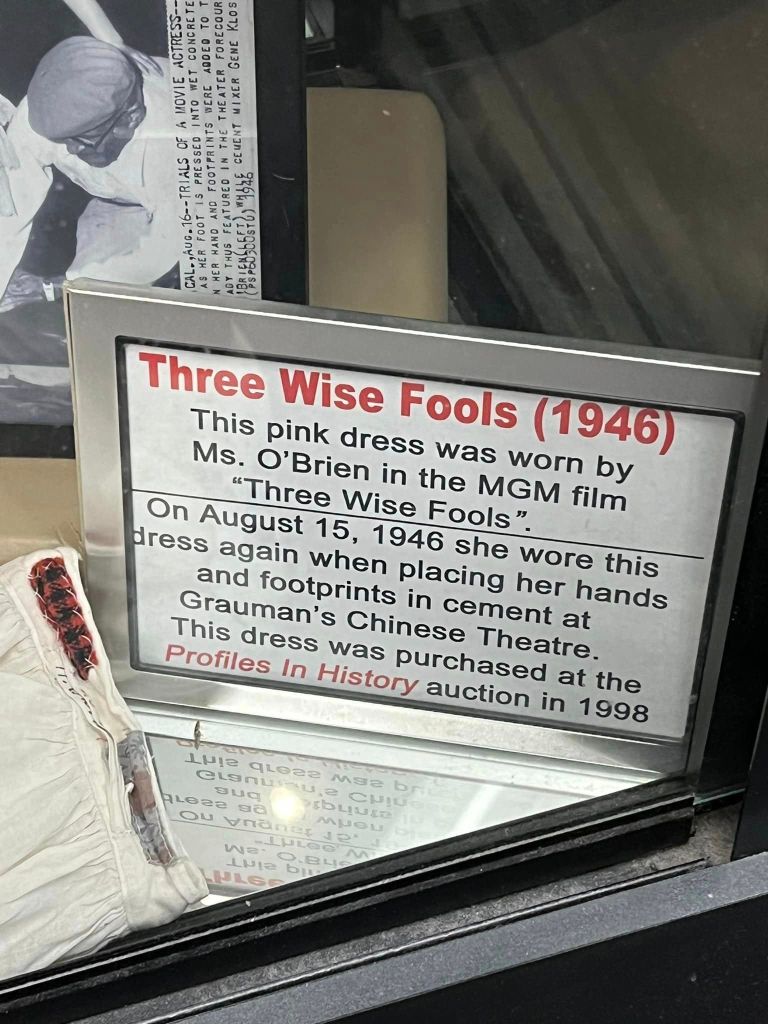 CAL., AUG. 16--TRIALS OF A MOVIE ACTRESS--
AS HER FOOT IS PRESSED INTO WET CONCRETE
HER HAND AND FOOTPRINTS WERE ADDED TO
THUS FEATURED IN THE THEATER FORECOUR
(LEFT) WHILE CEMENT MIXER GENE KLOS
1946
Three Wise Fools (1946)
This pink dress was worn by
Ms. O'Brien in the MGM film
“Three Wise Fools”.
On August 15, 1946 she wore this
dress again when placing her hands
and footprints in cement at
Grauman's Chinese Theatre.
This dress was purchased at the
Profiles In History auction in 1998